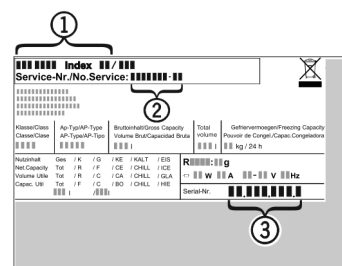 1
Index /
Service-Nr./No.Service: -
2
Klasse/Class Ap-Typ/AP-Type Bruttoinhalt/Gross Capacity Total Gefriervermoegen/Freezing Capacity
Classe/Clase AP-Type/AP-Tipo Volume Brut/Capacidad Bruta volume Pouvoir de Congel./Capac.Congeladora
l l kg / 24 h
Nutzinhalt Ges / K / G / KE / KALT / EIS
Net.Capacity Tot / R / F / CE / CHILL / ICE
Volume Utile Tot / R / C / CA / CHILL / GLA
Capac. Util Tot / F / C / BO / CHILL / HIE
l / l
R : g
W A - V Hz
Serial-Nr. . . .
3